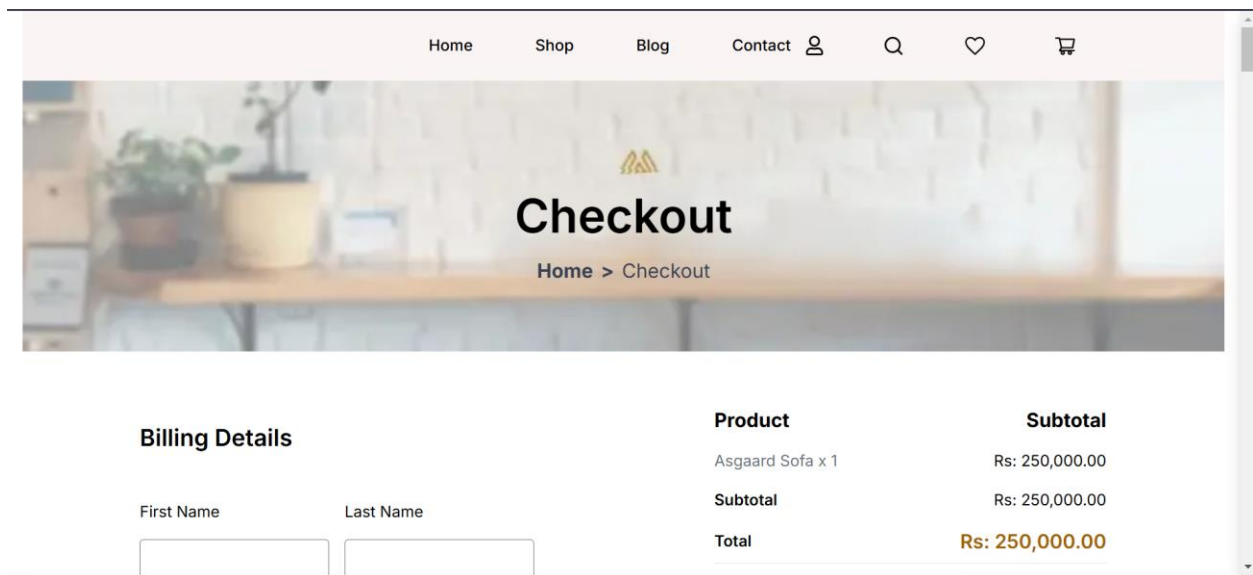 Home Shop Blog Contact
Checkout
Home > Checkout
Billing Details
First Name Last Name
Product Subtotal
Asgaard Sofa x 1 Rs: 250,000.00
Subtotal Rs: 250,000.00
Total Rs: 250,000.00